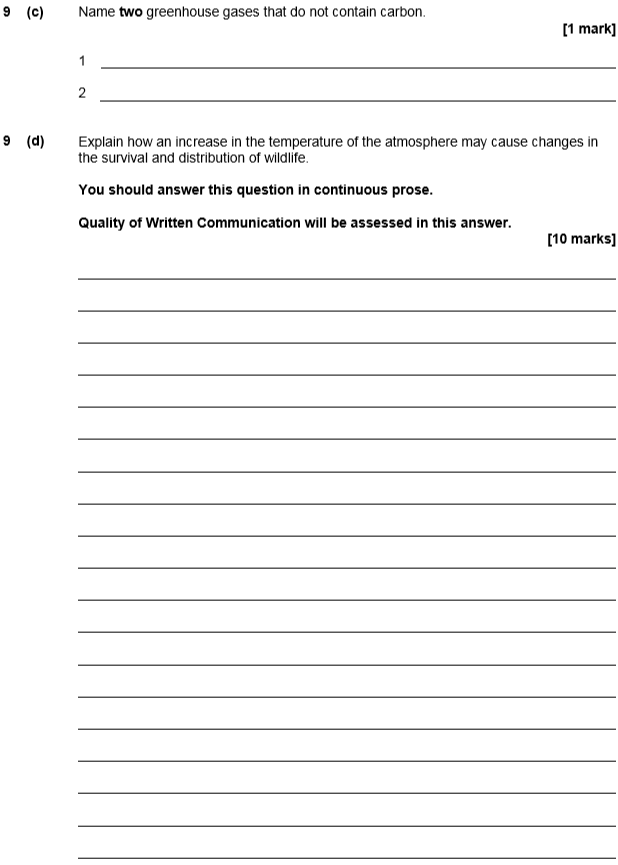 9 (c) Name two greenhouse gases that do not contain carbon.
[1 mark]
1
2
9 (d) Explain how an increase in the temperature of the atmosphere may cause changes in
the survival and distribution of wildlife.
You should answer this question in continuous prose.
Quality of Written Communication will be assessed in this answer.
[10 marks]